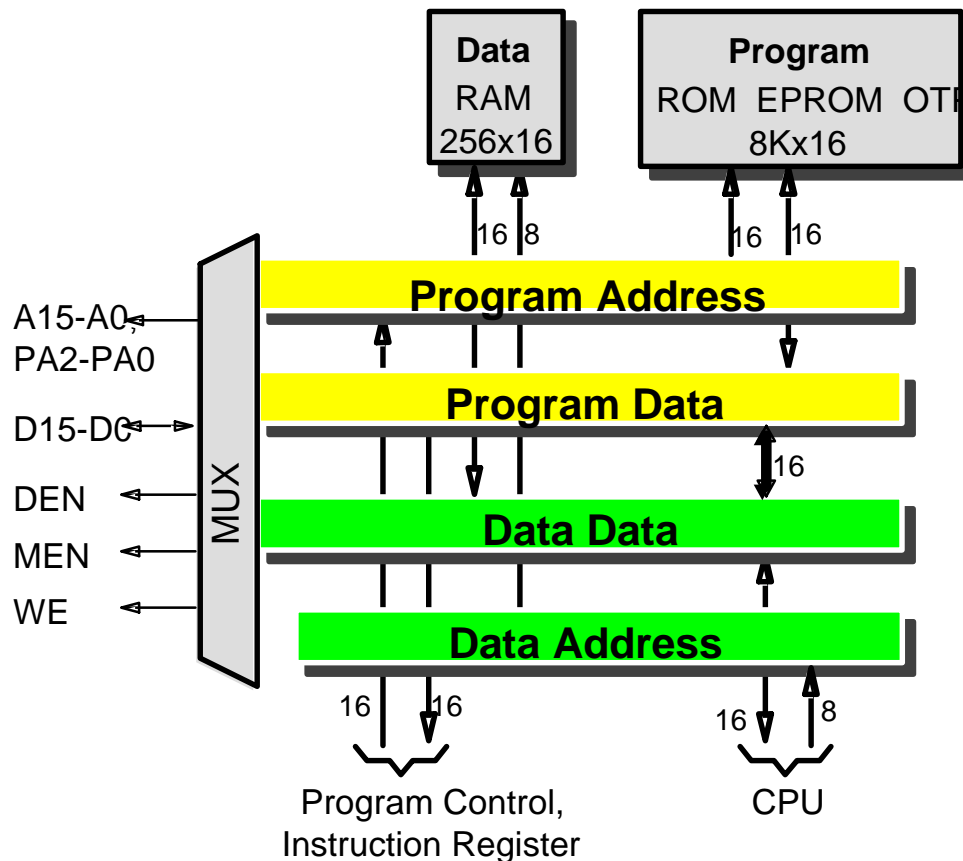 Data
RAM
256x16
Program
ROM EPROM OTP
8Kx16
16
8
16
16
Program Address
A15-A0,
PA2-PA0
Program Data
D15-D0
16
MUX
DEN
Data Data
MEN
WE
Data Address
16
16
16
8
Program Control,
Instruction Register
CPU